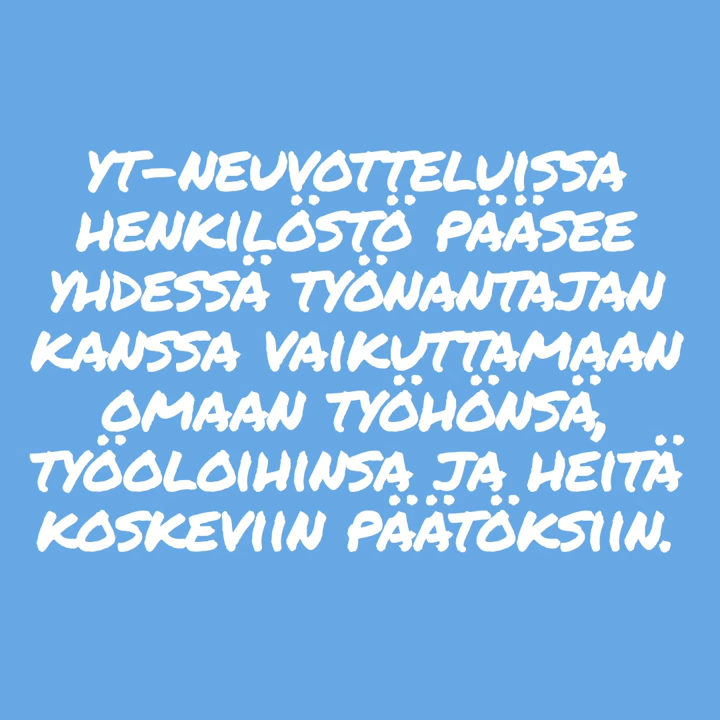 YT-NEUVOTTELUISSA
HENKILÖSTÖ PÄÄSEE
YHDESSÄ TYÖNANTAJAN
KANSSA VAIKUTTAMAAN
OMAAN TYÖHÖNSÄ,
TYÖOLOIHINSA JA HEITÄ
KOSKEVIIN PÄÄTÖKSIIN.